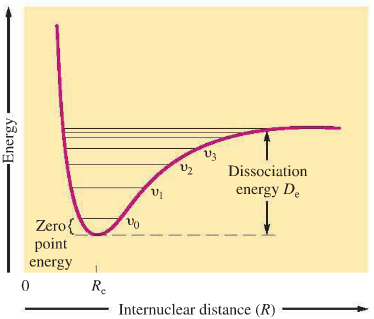 Energy
υ3
υ2
υ1
υ0
Dissociation
energy De
Zero
point
energy
0
Re
Internuclear distance (R)